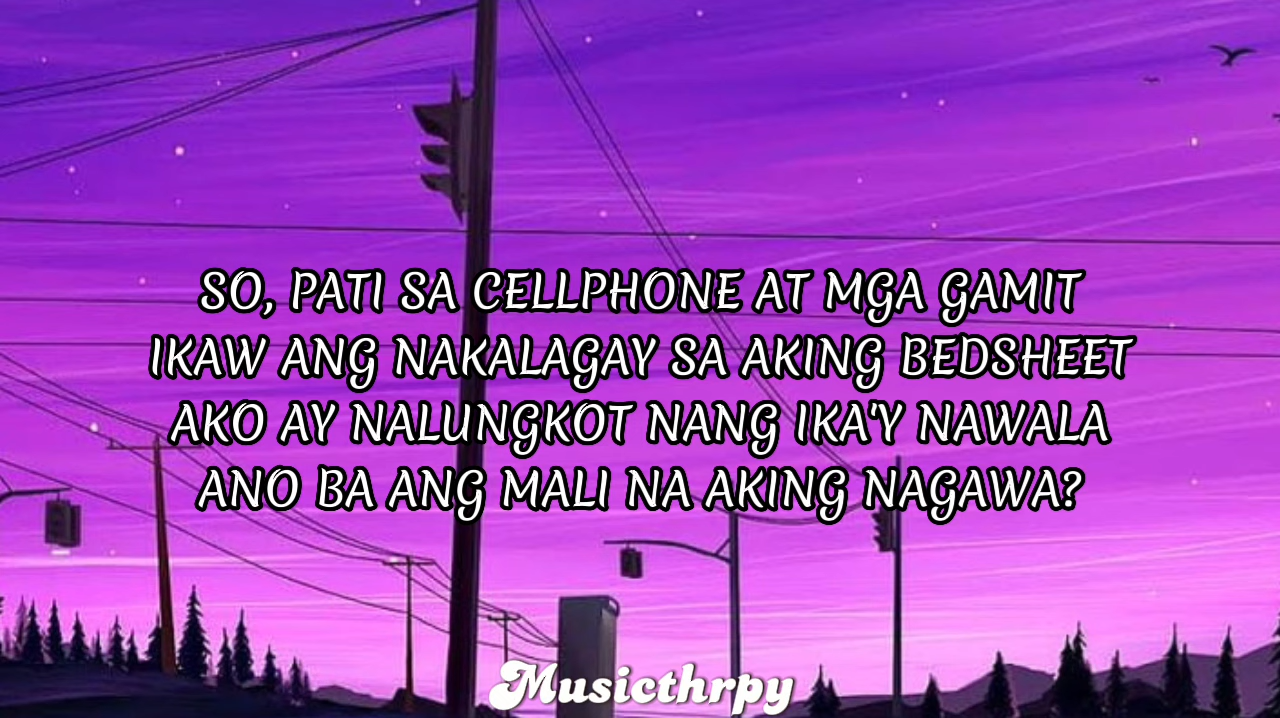 SO, PATI SA CELLPHONE AT MGA GAMIT
IKAW ANG NAKALAGAY SA AKING BEDSHEET
AKO AY NALUNGKOT NANG IKA'Y NAWALA
ANO BA ANG MALI NA AKING NAGAWA?
Musicthrpy